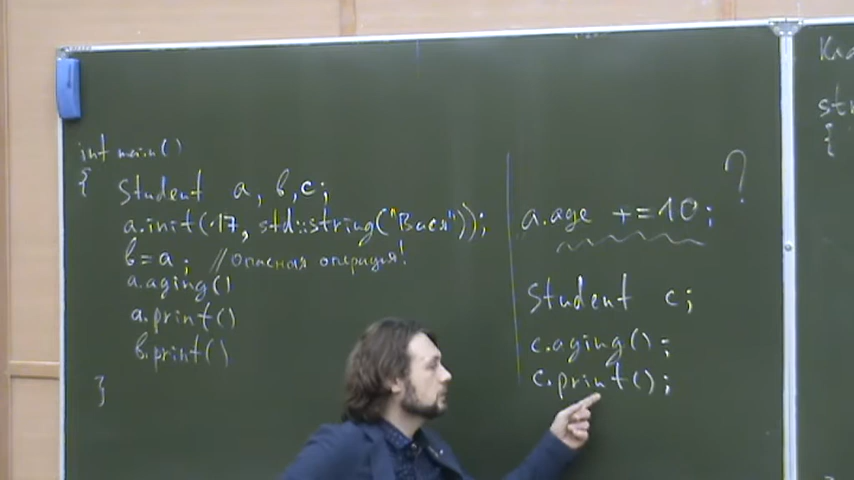 int main()
{ Student a, b, c;
a.init(17, std::string("Вася"));
b=a; //Опасная операция!
a.aging()
a.print()
b.print()
}
?
a.age +=10;
Student c;
c.aging();
c.print();
{